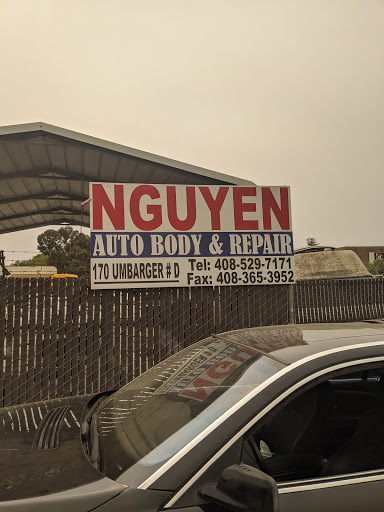 NGUYEN
AUTO BODY & REPAIR
170 UMBARGER # D
Tel: 408-529-7171
Fax: 408-365-3952